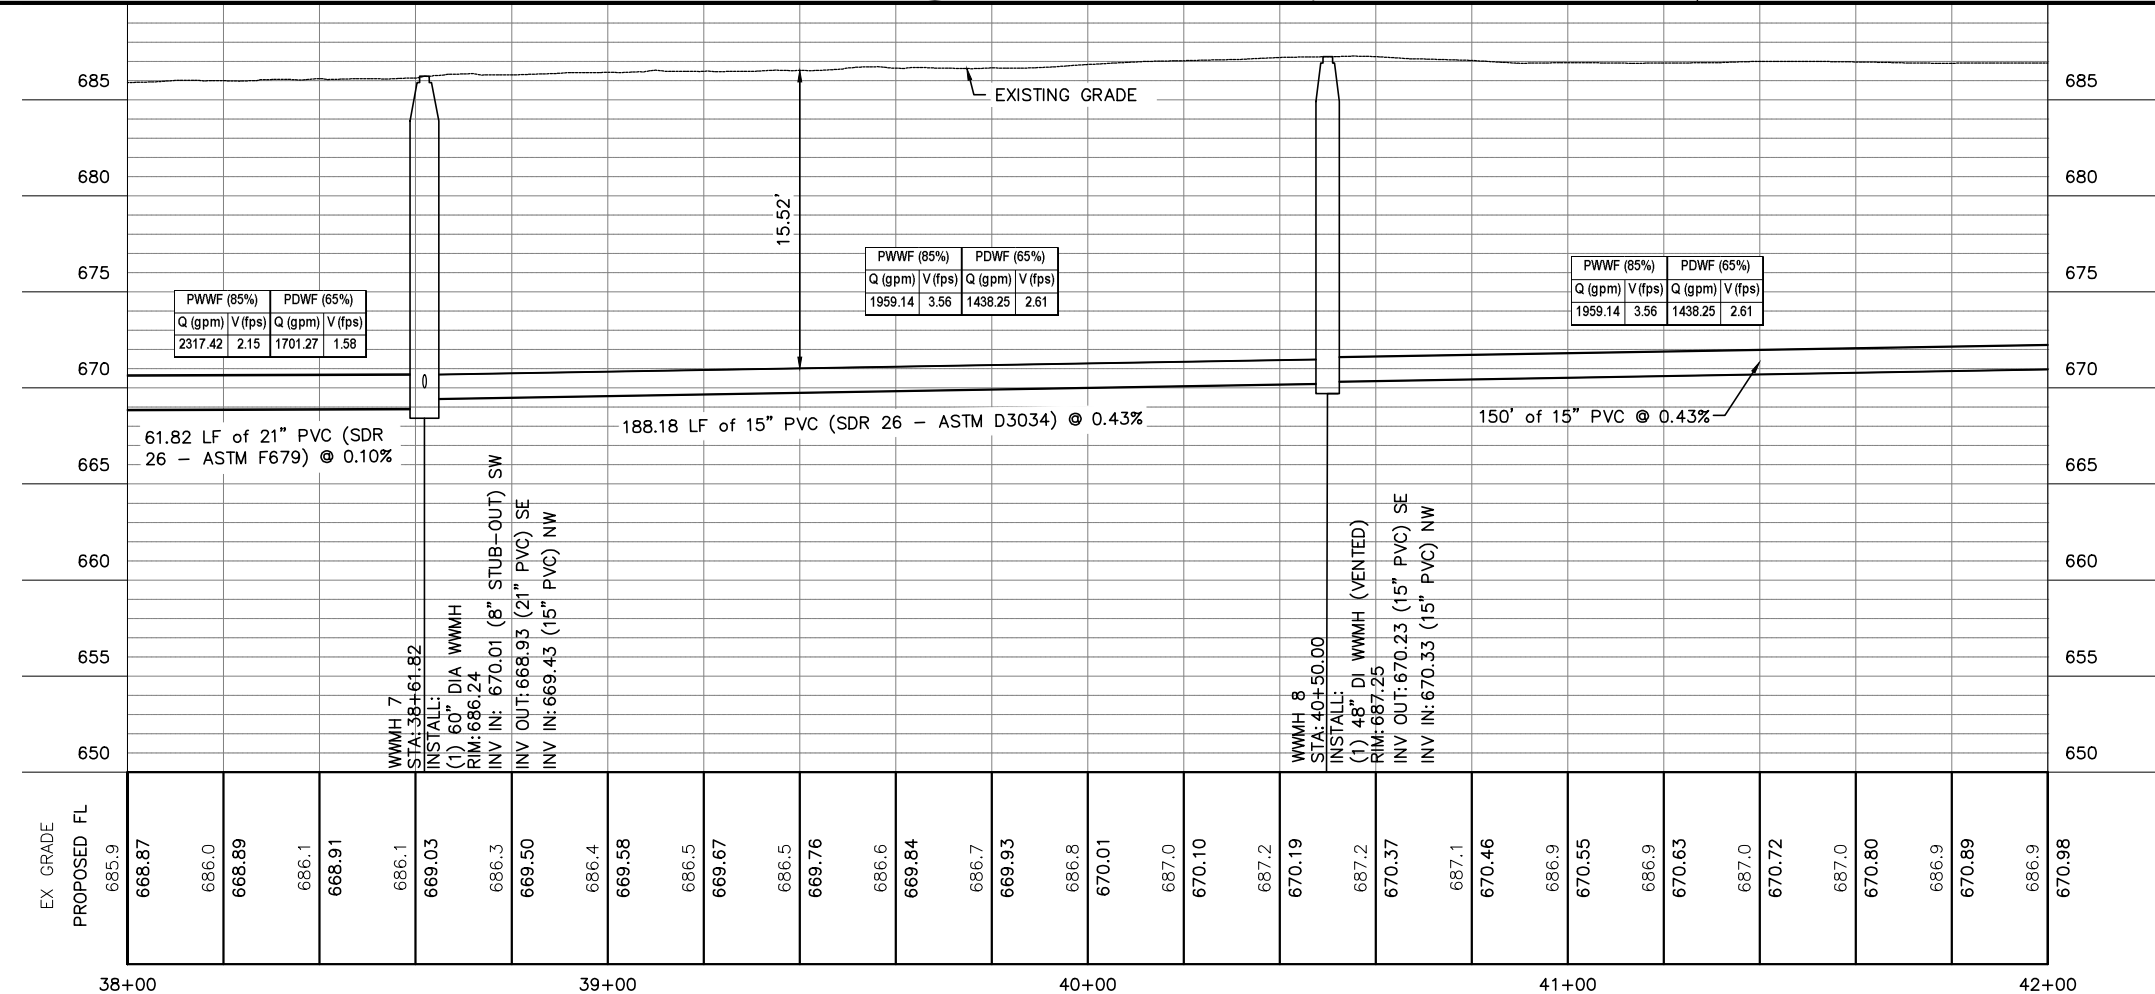 685
680
675
670
665
660
655
650
685
680
675
670
665
660
655
650
EXISTING GRADE
15.52'
PWWF (85%) PDWF (65%)
Q (gpm) V (fps) Q (gpm) V (fps)
2317.42 2.15 1701.27 1.58
PWWF (85%) PDWF (65%)
Q (gpm) V (fps) Q (gpm) V (fps)
1959.14 3.56 1438.25 2.61
PWWF (85%) PDWF (65%)
Q (gpm) V (fps) Q (gpm) V (fps)
1959.14 3.56 1438.25 2.61
61.82 LF of 21" PVC (SDR
26 - ASTM F679) @ 0.10%
188.18 LF of 15" PVC (SDR 26 - ASTM D3034) @ 0.43%
150' of 15" PVC @ 0.43%
WWMH 7
STA: 38+61.82
INSTALL:
(1) 60" DIA WWMH
RIM: 686.24
INV IN: 670.01 (8" STUB-OUT) SW
INV OUT: 668.93 (21" PVC) SE
INV IN: 669.43 (15" PVC) NW
WWMH 8
STA: 40+50.00
INSTALL:
(1) 48" DI WWMH (VENTED)
RIM: 687.25
INV OUT: 670.23 (15" PVC) SE
INV IN: 670.33 (15" PVC) NW
EX GRADE
PROPOSED FL
685.9
668.87
686.0
668.89
686.1
668.91
686.1
669.03
686.3
669.50
686.4
669.58
686.5
669.67
686.5
669.76
686.6
669.84
686.7
669.93
686.8
670.01
687.0
670.10
687.2
670.19
687.2
670.37
687.1
670.46
686.9
670.55
686.9
670.63
687.0
670.72
687.0
670.80
686.9
670.89
686.9
670.98
38+00 39+00 40+00 41+00 42+00